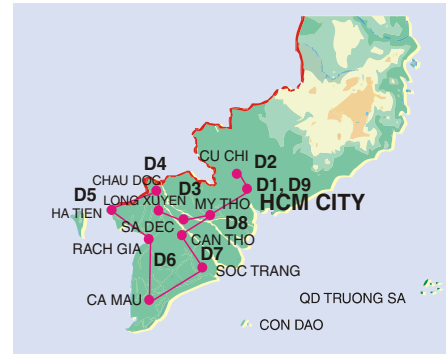 CU CHI D2
D4
CHAU DOC
D1, D9
D5 LONG XUYEN D3
HCM CITY
HA TIEN MY THO
SA DEC D8
CAN THO
RACH GIA
D6 D7
SOC TRANG
CA MAU
QD TRUONG SA
CON DAO